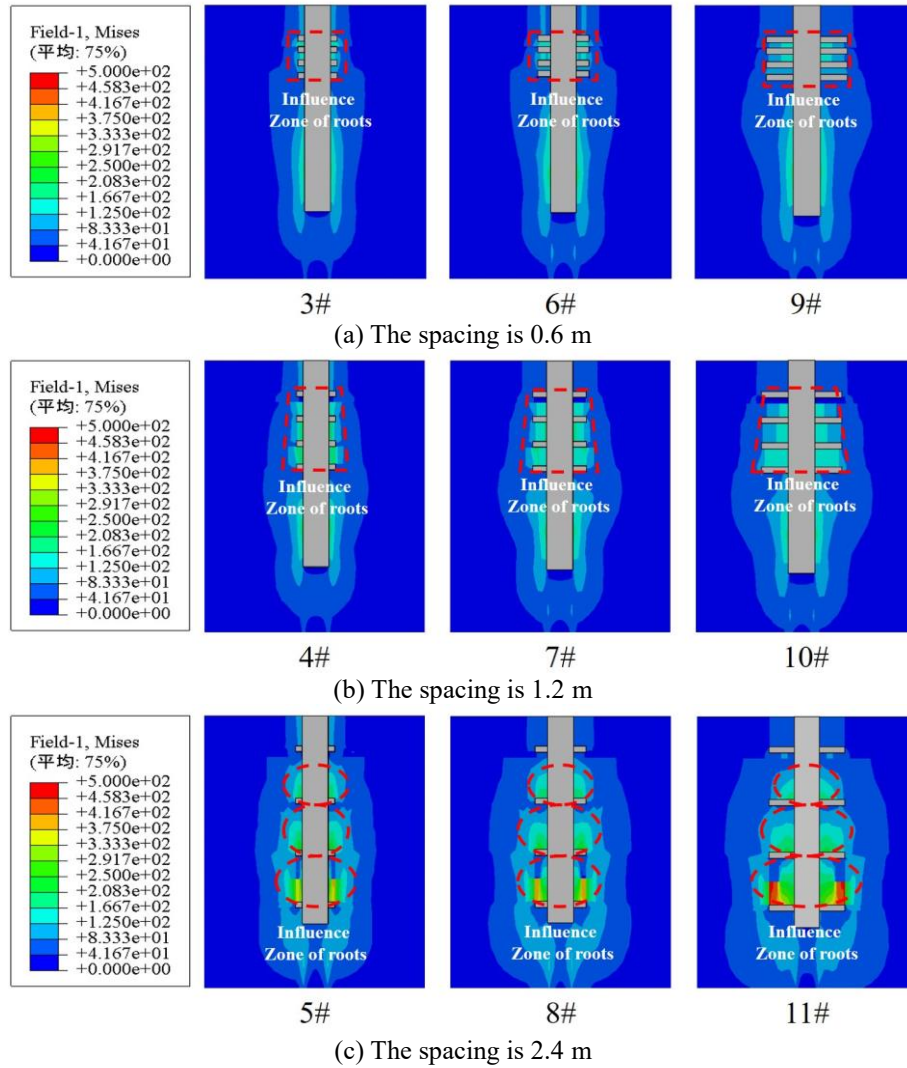 Field-1, Mises
(平均: 75%)
+5.000e+02
+4.583e+02
+4.167e+02
+3.750e+02
+3.333e+02
+2.917e+02
+2.500e+02
+2.083e+02
+1.667e+02
+1.250e+02
+8.333e+01
+4.167e+01
+0.000e+00
Influence
Zone of roots
Influence
Zone of roots
Influence
Zone of roots
3#
6#
9#
(a) The spacing is 0.6 m
Field-1, Mises
(平均: 75%)
+5.000e+02
+4.583e+02
+4.167e+02
+3.750e+02
+3.333e+02
+2.917e+02
+2.500e+02
+2.083e+02
+1.667e+02
+1.250e+02
+8.333e+01
+4.167e+01
+0.000e+00
Influence
Zone of roots
Influence
Zone of roots
Influence
Zone of roots
4#
7#
10#
(b) The spacing is 1.2 m
Field-1, Mises
(平均: 75%)
+5.000e+02
+4.583e+02
+4.167e+02
+3.750e+02
+3.333e+02
+2.917e+02
+2.500e+02
+2.083e+02
+1.667e+02
+1.250e+02
+8.333e+01
+4.167e+01
+0.000e+00
Influence
Zone of roots
Influence
Zone of roots
Influence
Zone of roots
5#
8#
11#
(c) The spacing is 2.4 m